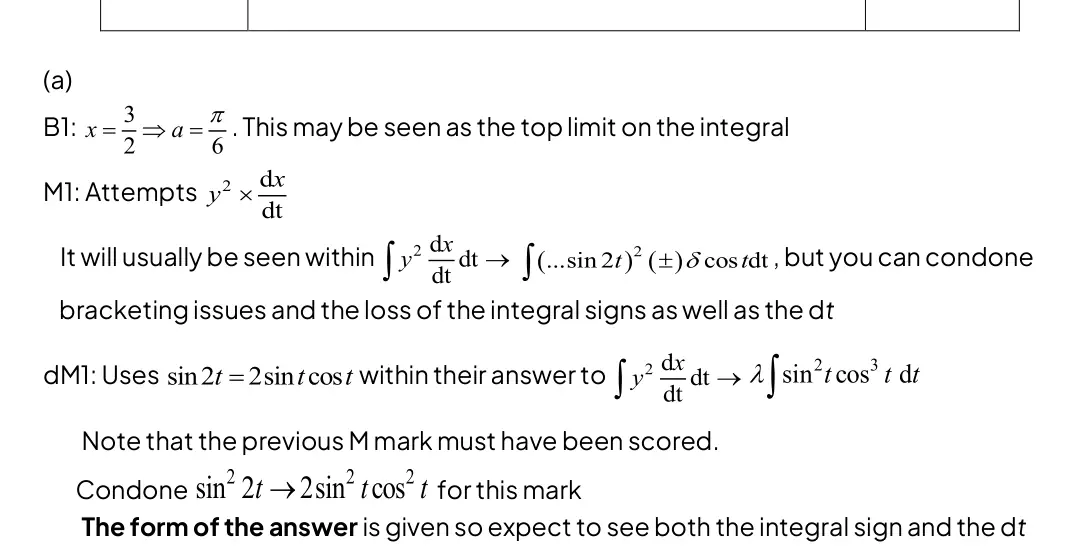 (a)
B1: x = 3/2 ⇒ a = π/6. This may be seen as the top limit on the integral
M1: Attempts y² × dx/dt
It will usually be seen within ∫ y² dx/dt dt → ∫(...sin 2t)² (±) δ cos tdt , but you can condone
bracketing issues and the loss of the integral signs as well as the dt
dM1: Uses sin 2t = 2 sin t cos t within their answer to ∫ y² dx/dt dt → λ∫ sin² t cos³ t dt
Note that the previous M mark must have been scored.
Condone sin² 2t → 2 sin² t cos² t for this mark
The form of the answer is given so expect to see both the integral sign and the dt